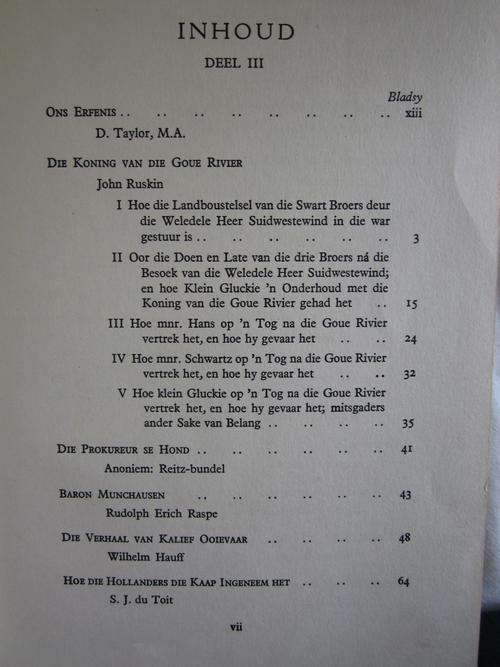 INHOUD
DEEL III
Bladsy
Ons Erfenis .. .. .. .. .. .. .. .. xiii
D. Taylor, M.A.
Die Koning van die Goue Rivier
John Ruskin
I Hoe die Landboustelsel van die Swart Broers deur
die Weledele Heer Suidwestewind in die war
gestuur is .. .. .. .. .. .. 3
II Oor die Doen en Late van die drie Broers ná die
Besoek van die Weledele Heer Suidwestewind;
en hoe Klein Gluckie 'n Onderhoud met die
Koning van die Goue Rivier gehad het .. 15
III Hoe mnr. Hans op 'n Tog na die Goue Rivier
vertrek het, en hoe hy gevaar het .. .. 24
IV Hoe mnr. Schwartz op 'n Tog na die Goue Rivier
vertrek het, en hoe hy gevaar het .. .. 32
V Hoe klein Gluckie op 'n Tog na die Goue Rivier
vertrek het, en hoe hy gevaar het; mitsgaders
ander Sake van Belang .. .. .. .. 35
Die Prokureur se Hond .. .. .. .. .. .. 41
Anoniem: Reitz-bundel
Baron Munchausen .. .. .. .. .. .. 43
Rudolph Erich Raspe
Die Verhaal van Kalief Ooievaar .. .. .. .. 48
Wilhelm Hauff
Hoe die Hollanders die Kaap Ingeneem het .. .. .. 64
S. J. du Toit
vii